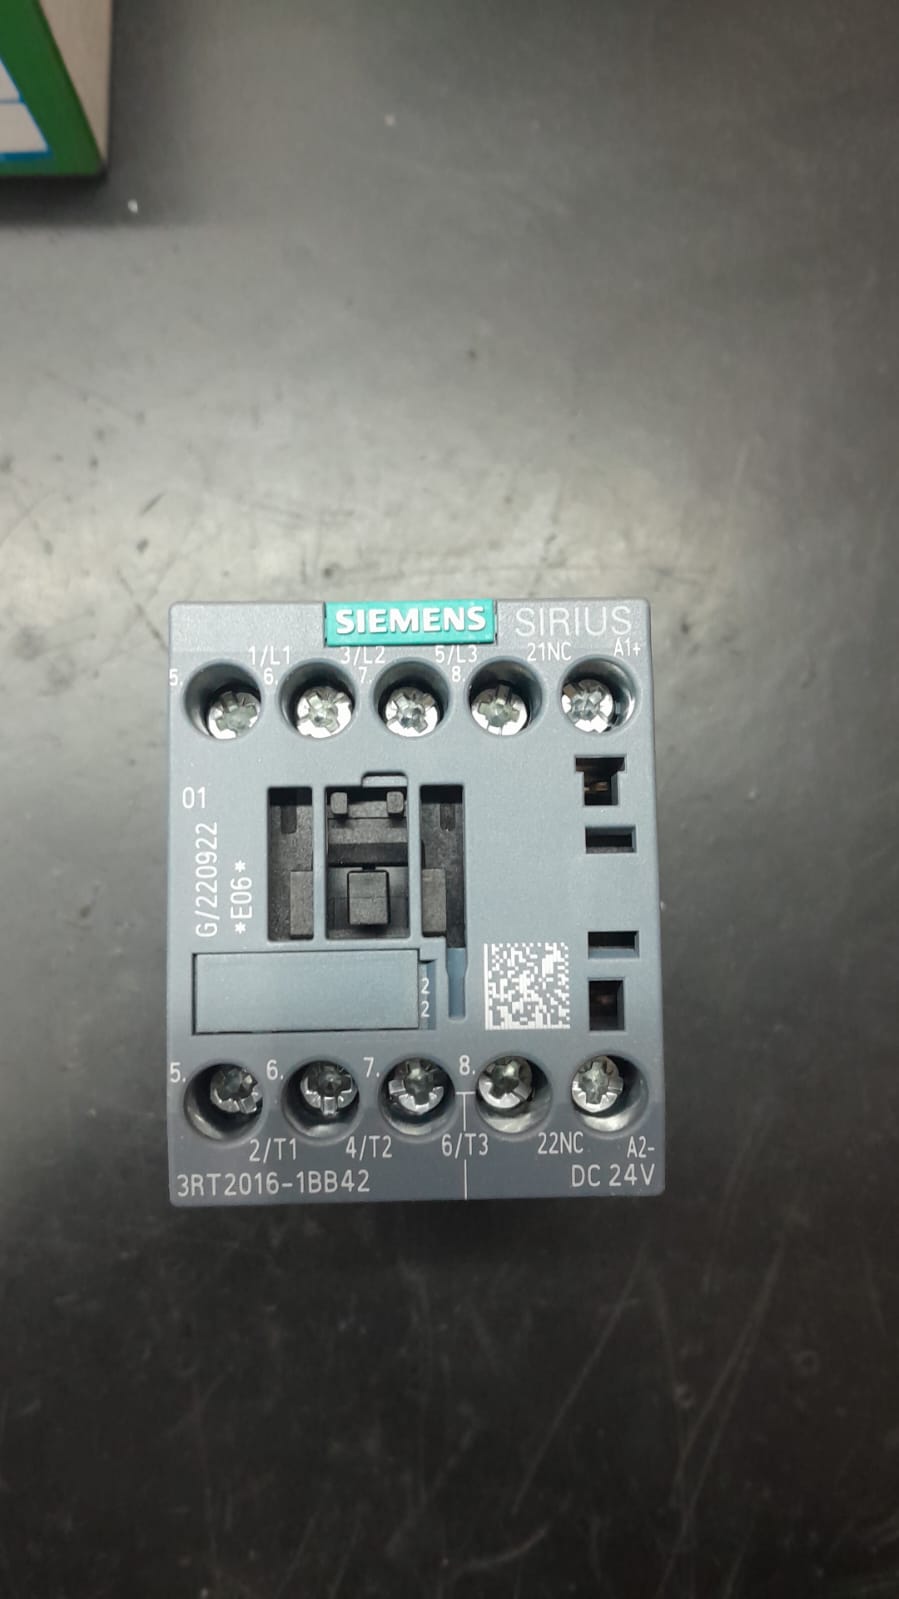 SIEMENS SIRIUS
1/L1 3/L2 5/L3 21NC A1+
5. 6. 7. 8.
01
G/220922
*E06*
2
2
5. 6. 7. 8.
2/T1 4/T2 6/T3 22NC A2-
3RT2016-1BB42 DC 24V